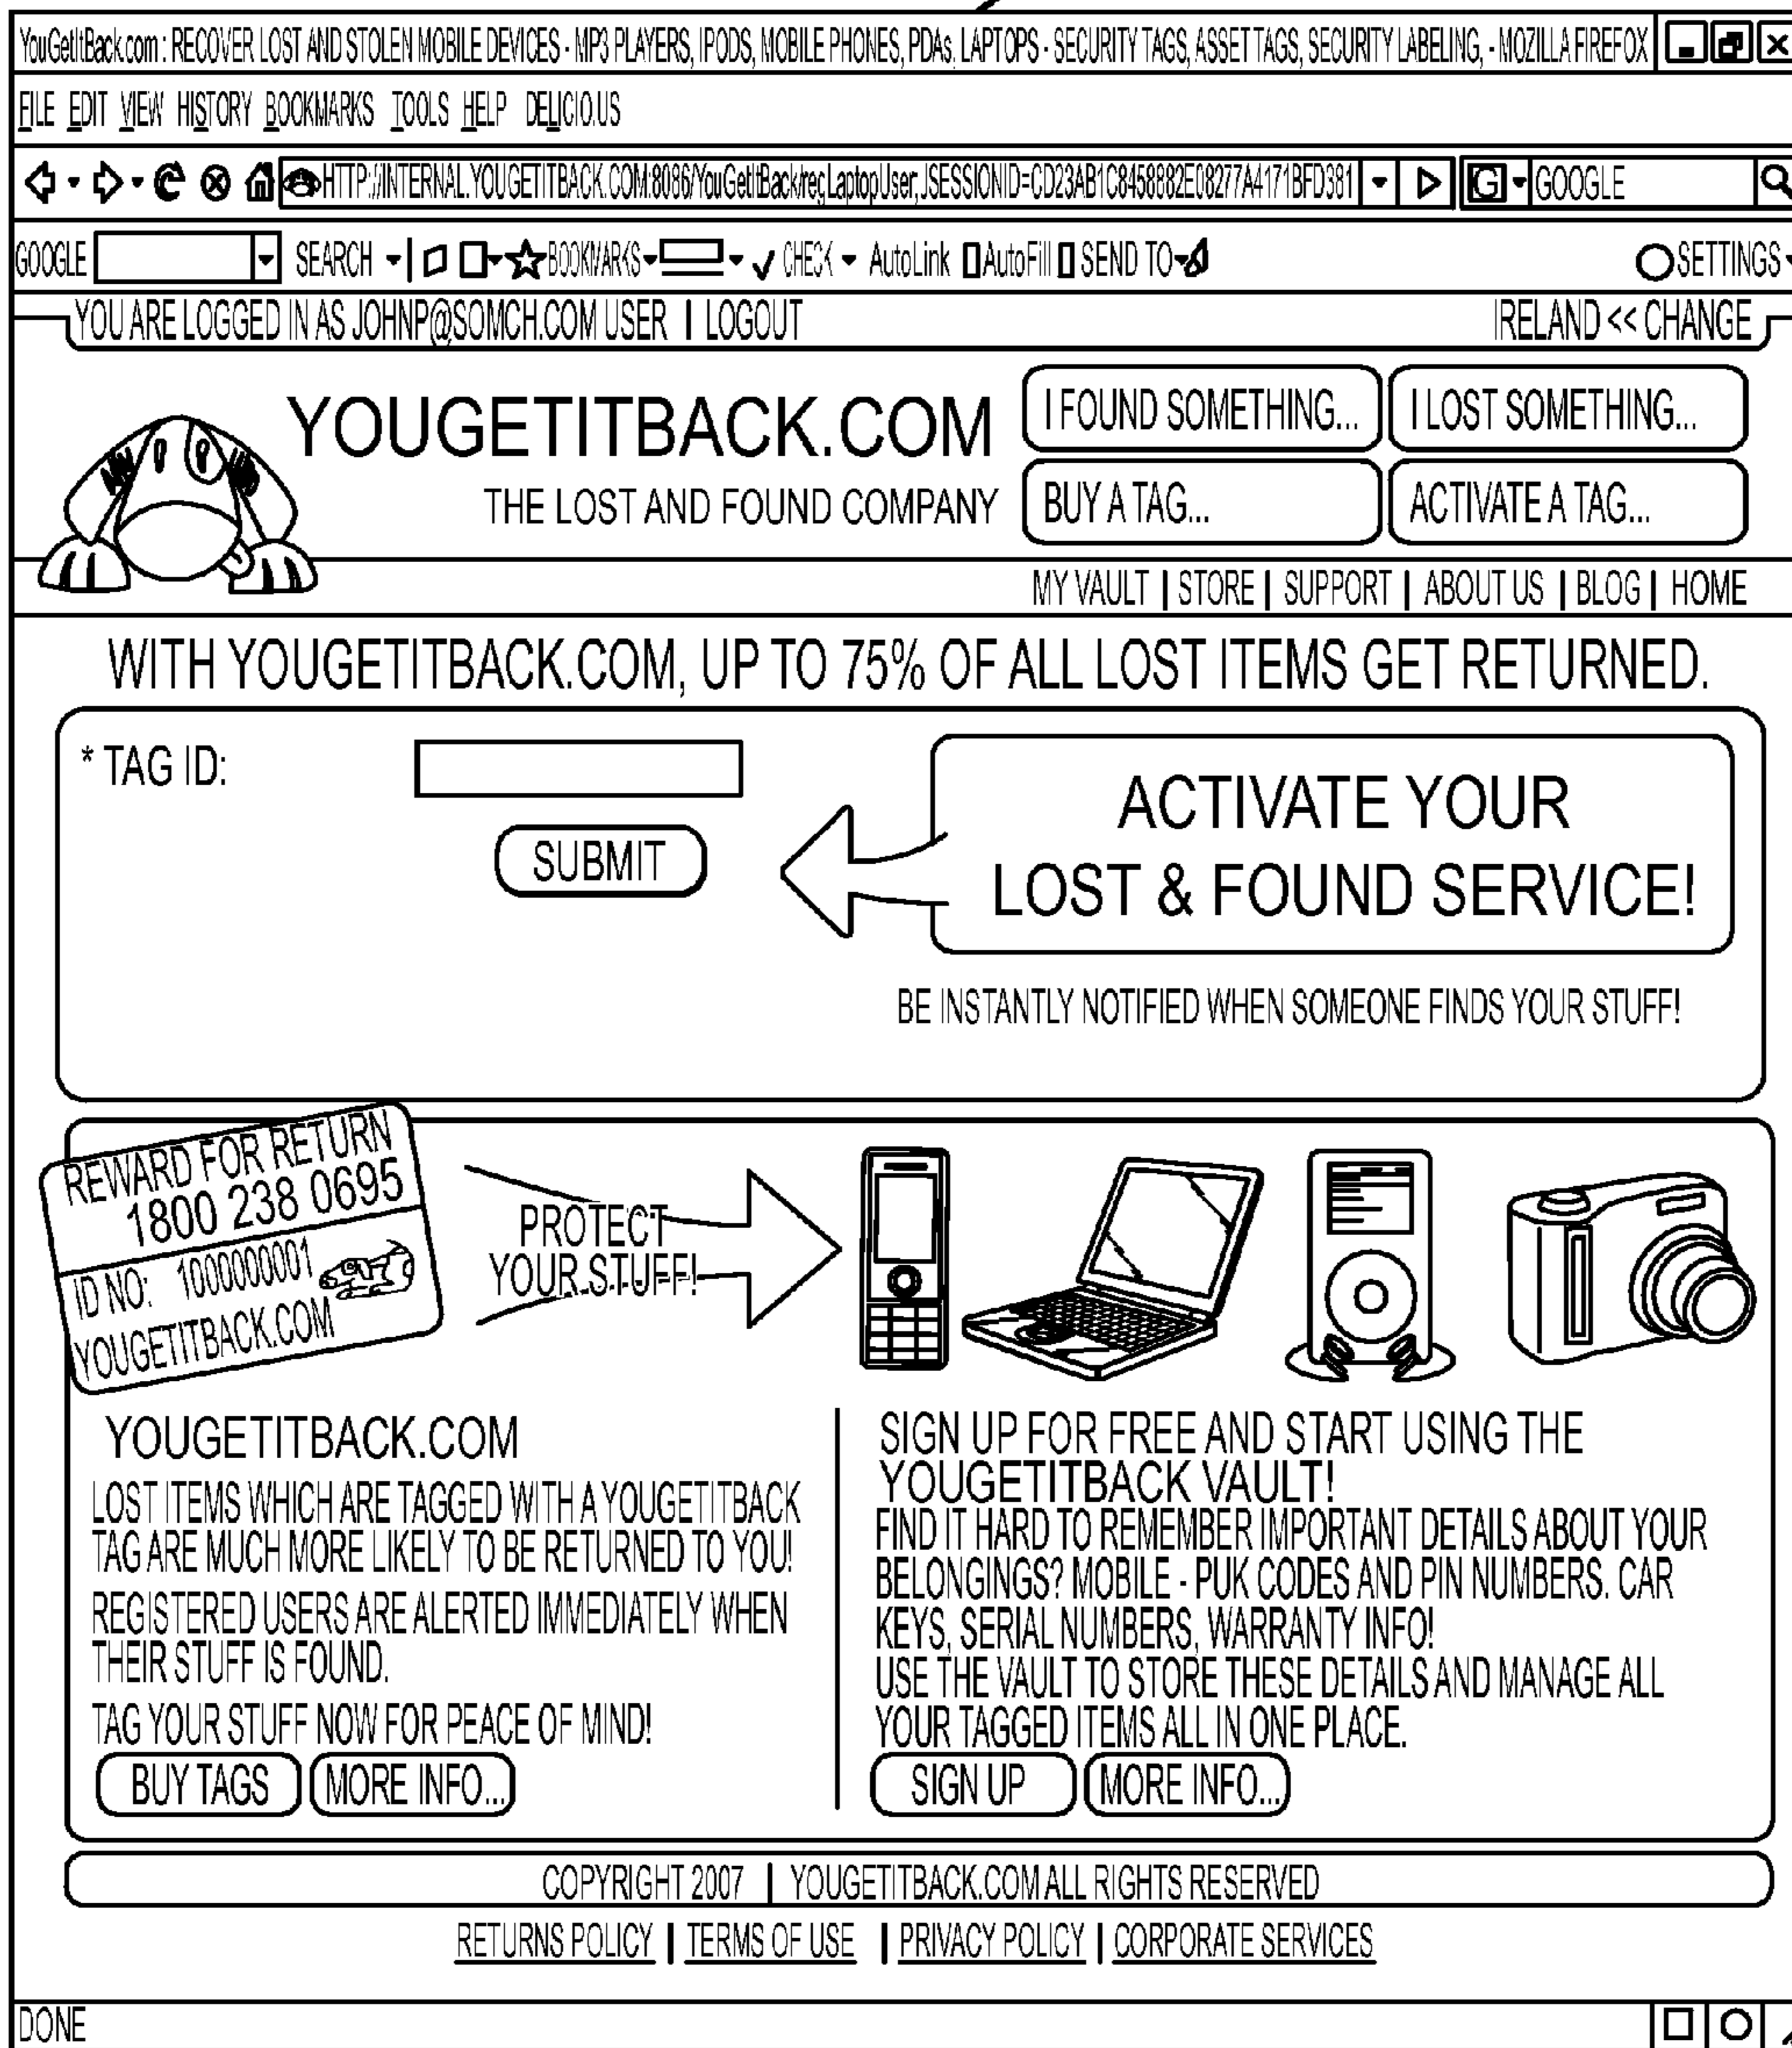 YouGetItBack.com : RECOVER LOST AND STOLEN MOBILE DEVICES - MP3 PLAYERS, IPODS, MOBILE PHONES, PDAs, LAPTOPS - SECURITY TAGS, ASSET TAGS, SECURITY LABELING, - MOZILLA FIREFOX
FILE EDIT VIEW HISTORY BOOKMARKS TOOLS HELP DELICIO.US
HTTP://INTERNAL.YOUGETITBACK.COM:8086/YouGetItBack/regLaptopUser;JSESSIONID=CD23AB1C8458882E08277A4171BFD381 G GOOGLE
GOOGLE SEARCH BOOKMARKS CHECK AutoLink AutoFill SEND TO SETTINGS
YOU ARE LOGGED IN AS JOHNP@SOMCH.COM USER | LOGOUT IRELAND << CHANGE
YOUGETITBACK.COM
THE LOST AND FOUND COMPANY
I FOUND SOMETHING... I LOST SOMETHING...
BUY A TAG... ACTIVATE A TAG...
MY VAULT | STORE | SUPPORT | ABOUT US | BLOG | HOME
WITH YOUGETITBACK.COM, UP TO 75% OF ALL LOST ITEMS GET RETURNED.
* TAG ID:
SUBMIT
ACTIVATE YOUR
LOST & FOUND SERVICE!
BE INSTANTLY NOTIFIED WHEN SOMEONE FINDS YOUR STUFF!
REWARD FOR RETURN
1800 238 0695
ID NO: 1000000001
YOUGETITBACK.COM
PROTECT
YOUR STUFF!
YOUGETITBACK.COM
LOST ITEMS WHICH ARE TAGGED WITH A YOUGETITBACK
TAG ARE MUCH MORE LIKELY TO BE RETURNED TO YOU!
REGISTERED USERS ARE ALERTED IMMEDIATELY WHEN
THEIR STUFF IS FOUND.
TAG YOUR STUFF NOW FOR PEACE OF MIND!
BUY TAGS MORE INFO...
SIGN UP FOR FREE AND START USING THE
YOUGETITBACK VAULT!
FIND IT HARD TO REMEMBER IMPORTANT DETAILS ABOUT YOUR
BELONGINGS? MOBILE - PUK CODES AND PIN NUMBERS. CAR
KEYS, SERIAL NUMBERS, WARRANTY INFO!
USE THE VAULT TO STORE THESE DETAILS AND MANAGE ALL
YOUR TAGGED ITEMS ALL IN ONE PLACE.
SIGN UP MORE INFO...
COPYRIGHT 2007 | YOUGETITBACK.COM ALL RIGHTS RESERVED
RETURNS POLICY | TERMS OF USE | PRIVACY POLICY | CORPORATE SERVICES
DONE